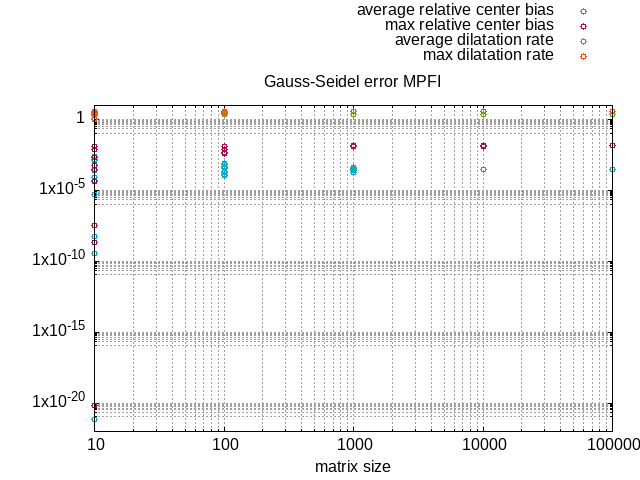 average relative center bias
max relative center bias
average dilatation rate
max dilatation rate
Gauss-Seidel error MPFI
1
1x10^-5
1x10^-10
1x10^-15
1x10^-20
10 100 1000 10000 100000
matrix size